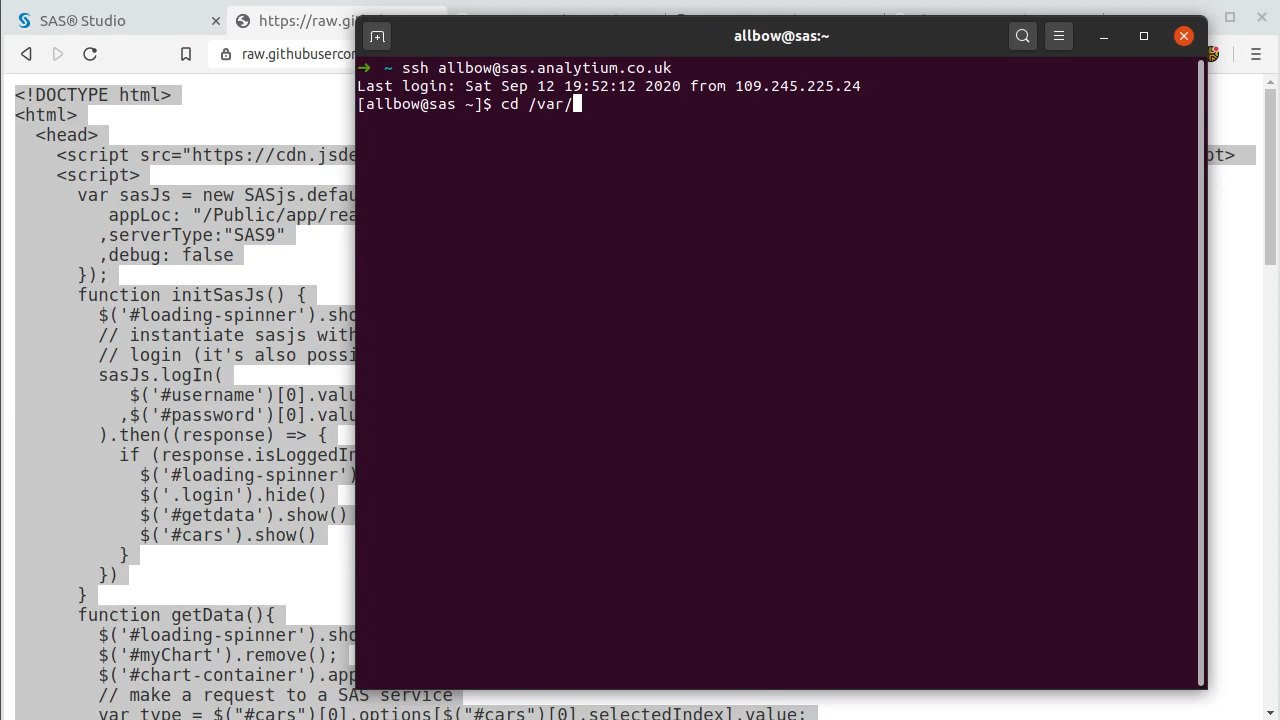 SAS® Studio
https://raw.gi
raw.githubusercor
allbow@sas:~
➜ ~ ssh allbow@sas.analytium.co.uk
Last login: Sat Sep 12 19:52:12 2020 from 109.245.225.24
[allbow@sas ~]$ cd /var/
<!DOCTYPE html>
<html>
<head>
<script src="https://cdn.jsde
pt>
<script>
var sasJs = new SASjs.defau
appLoc: "/Public/app/rea
,serverType:"SAS9"
,debug: false
});
function initSasJs() {
$('#loading-spinner').sho
// instantiate sasjs with
// login (it's also possi
sasJs.logIn(
$('#username')[0].valu
,$('#password')[0].valu
).then((response) => {
if (response.isLoggedIn
$('#loading-spinner')
$('.login').hide()
$('#getdata').show()
$('#cars').show()
}
})
}
function getData(){
$('#loading-spinner').sho
$('#myChart').remove();
$('#chart-container').app
// make a request to a SAS service
var type = $("#cars")[0].options[$("#cars")[0].selectedIndex].value;